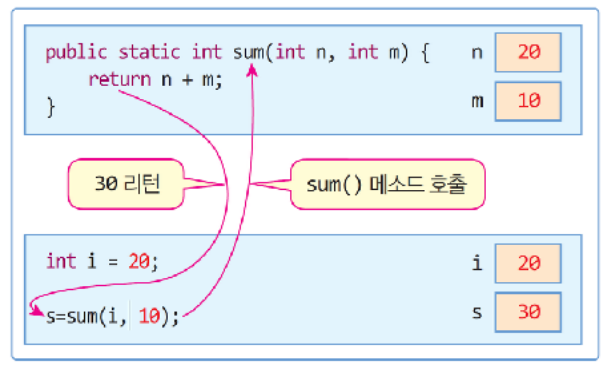 public static int sum(int n, int m) {
n 20
return n + m;
m 10
}
30 리턴
sum() 메소드 호출
int i = 20;
i 20
s=sum(i, 10);
s 30